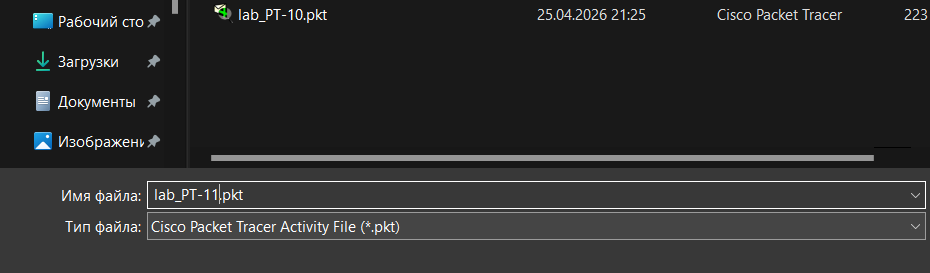 Рабочий сто
lab_PT-10.pkt 25.04.2026 21:25 Cisco Packet Tracer 223
Загрузки
Документы
Изображени
Имя файла: lab_PT-11.pkt
Тип файла: Cisco Packet Tracer Activity File (*.pkt)